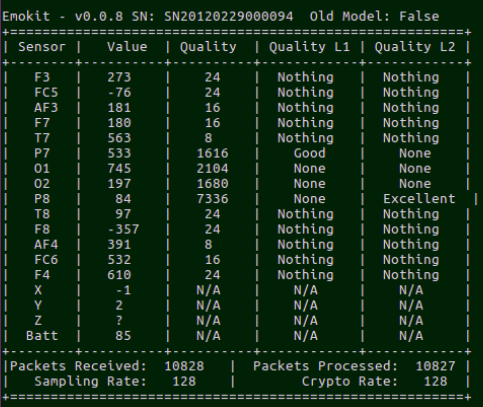 Emokit - v0.0.8 SN: SN20120229000094  Old Model: False
+========================================================+
| Sensor |   Value  | Quality  | Quality L1 | Quality L2 |
+--------+----------+----------+------------+------------+
|   F3   |   273    |    24    |  Nothing   |  Nothing   |
|   FC5  |   -76    |    24    |  Nothing   |  Nothing   |
|   AF3  |   181    |    16    |  Nothing   |  Nothing   |
|   F7   |   180    |    16    |  Nothing   |  Nothing   |
|   T7   |   563    |    8     |  Nothing   |  Nothing   |
|   P7   |   533    |   1616   |    Good    |    None    |
|   O1   |   745    |   2104   |    None    |    None    |
|   O2   |   197    |   1680   |    None    |    None    |
|   P8   |    84    |   7336   |    None    |  Excellent  |
|   T8   |    97    |    24    |  Nothing   |  Nothing   |
|   F8   |   -357   |    24    |  Nothing   |  Nothing   |
|   AF4  |   391    |    8     |  Nothing   |  Nothing   |
|   FC6  |   532    |    16    |  Nothing   |  Nothing   |
|   F4   |   610    |    24    |  Nothing   |  Nothing   |
|   X    |    -1    |   N/A    |    N/A     |    N/A     |
|   Y    |    2     |   N/A    |    N/A     |    N/A     |
|   Z    |    ?     |   N/A    |    N/A     |    N/A     |
|  Batt  |    85    |   N/A    |    N/A     |    N/A     |
+--------+----------+----------+------------+------------+
|Packets Received:  10828   |  Packets Processed:  10827 |
|   Sampling Rate:   128    |        Crypto Rate:   128  |
+========================================================+